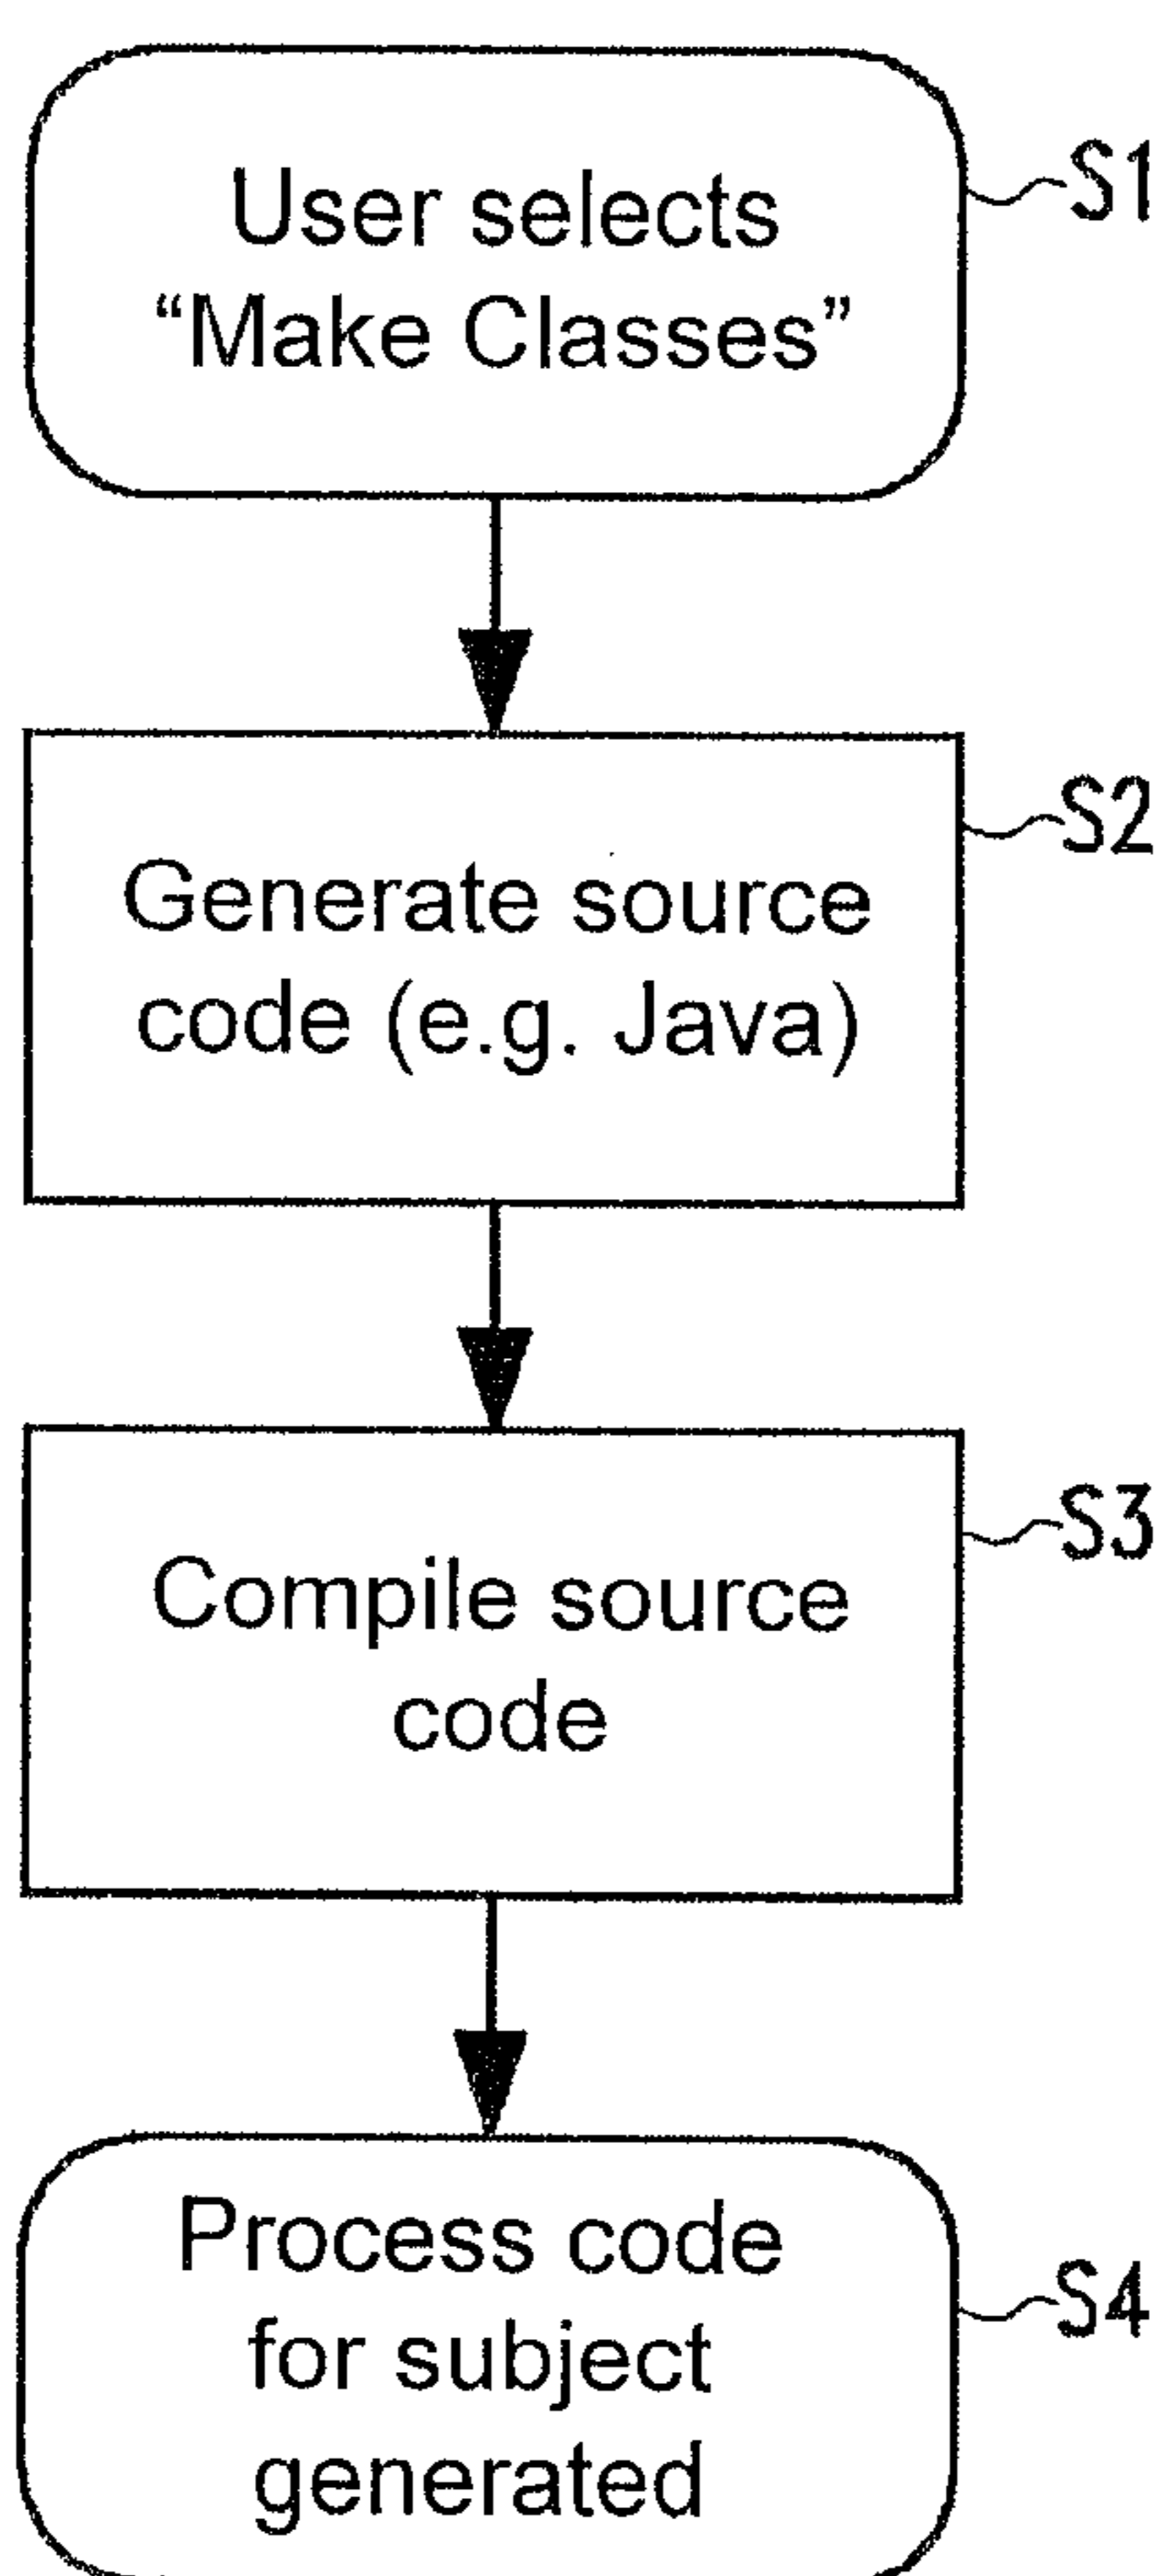 User selects
“Make Classes”
S1
Generate source
code (e.g. Java)
S2
Compile source
code
S3
Process code
for subject
generated
S4